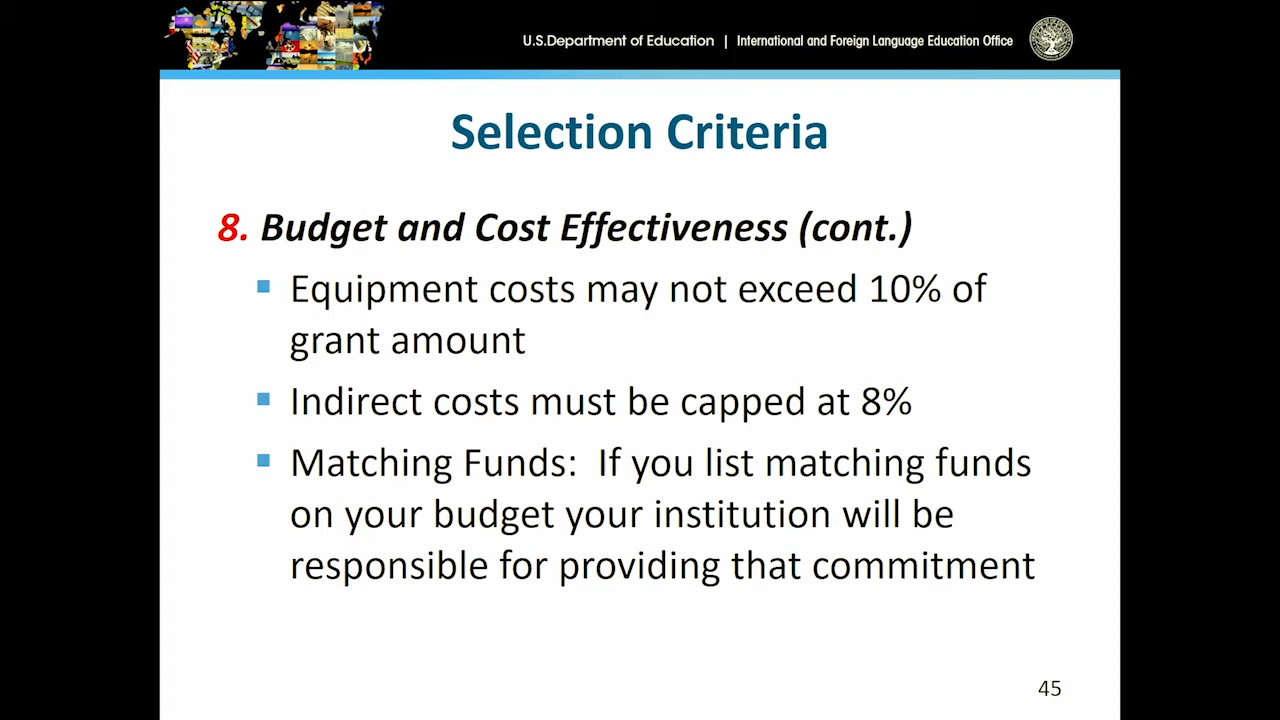 U.S.Department of Education | International and Foreign Language Education Office
Selection Criteria
8. Budget and Cost Effectiveness (cont.)
▪ Equipment costs may not exceed 10% of
grant amount
▪ Indirect costs must be capped at 8%
▪ Matching Funds: If you list matching funds
on your budget your institution will be
responsible for providing that commitment
45